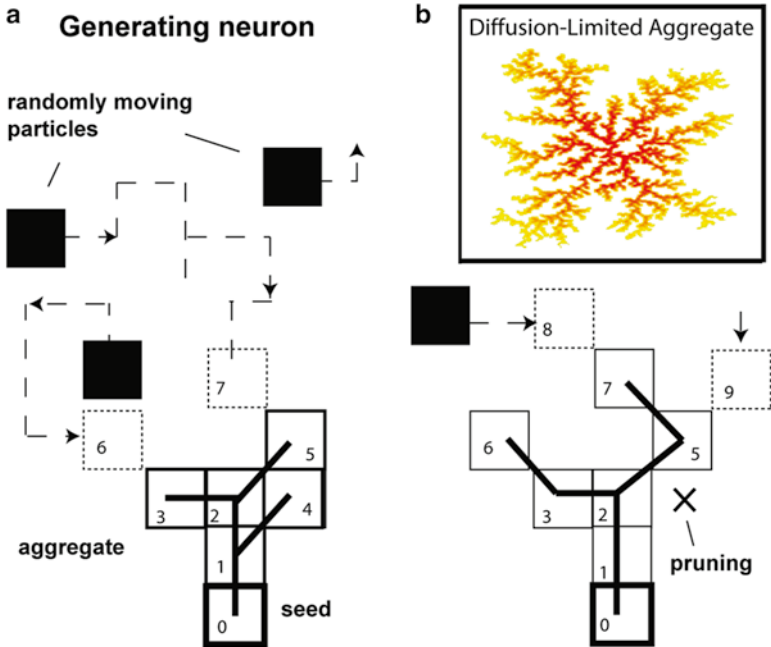 a
Generating neuron
randomly moving
particles
7
6
5
3
2
4
aggregate
1
seed
0
b
Diffusion-Limited Aggregate
8
7
9
6
5
3
2
1
pruning
0